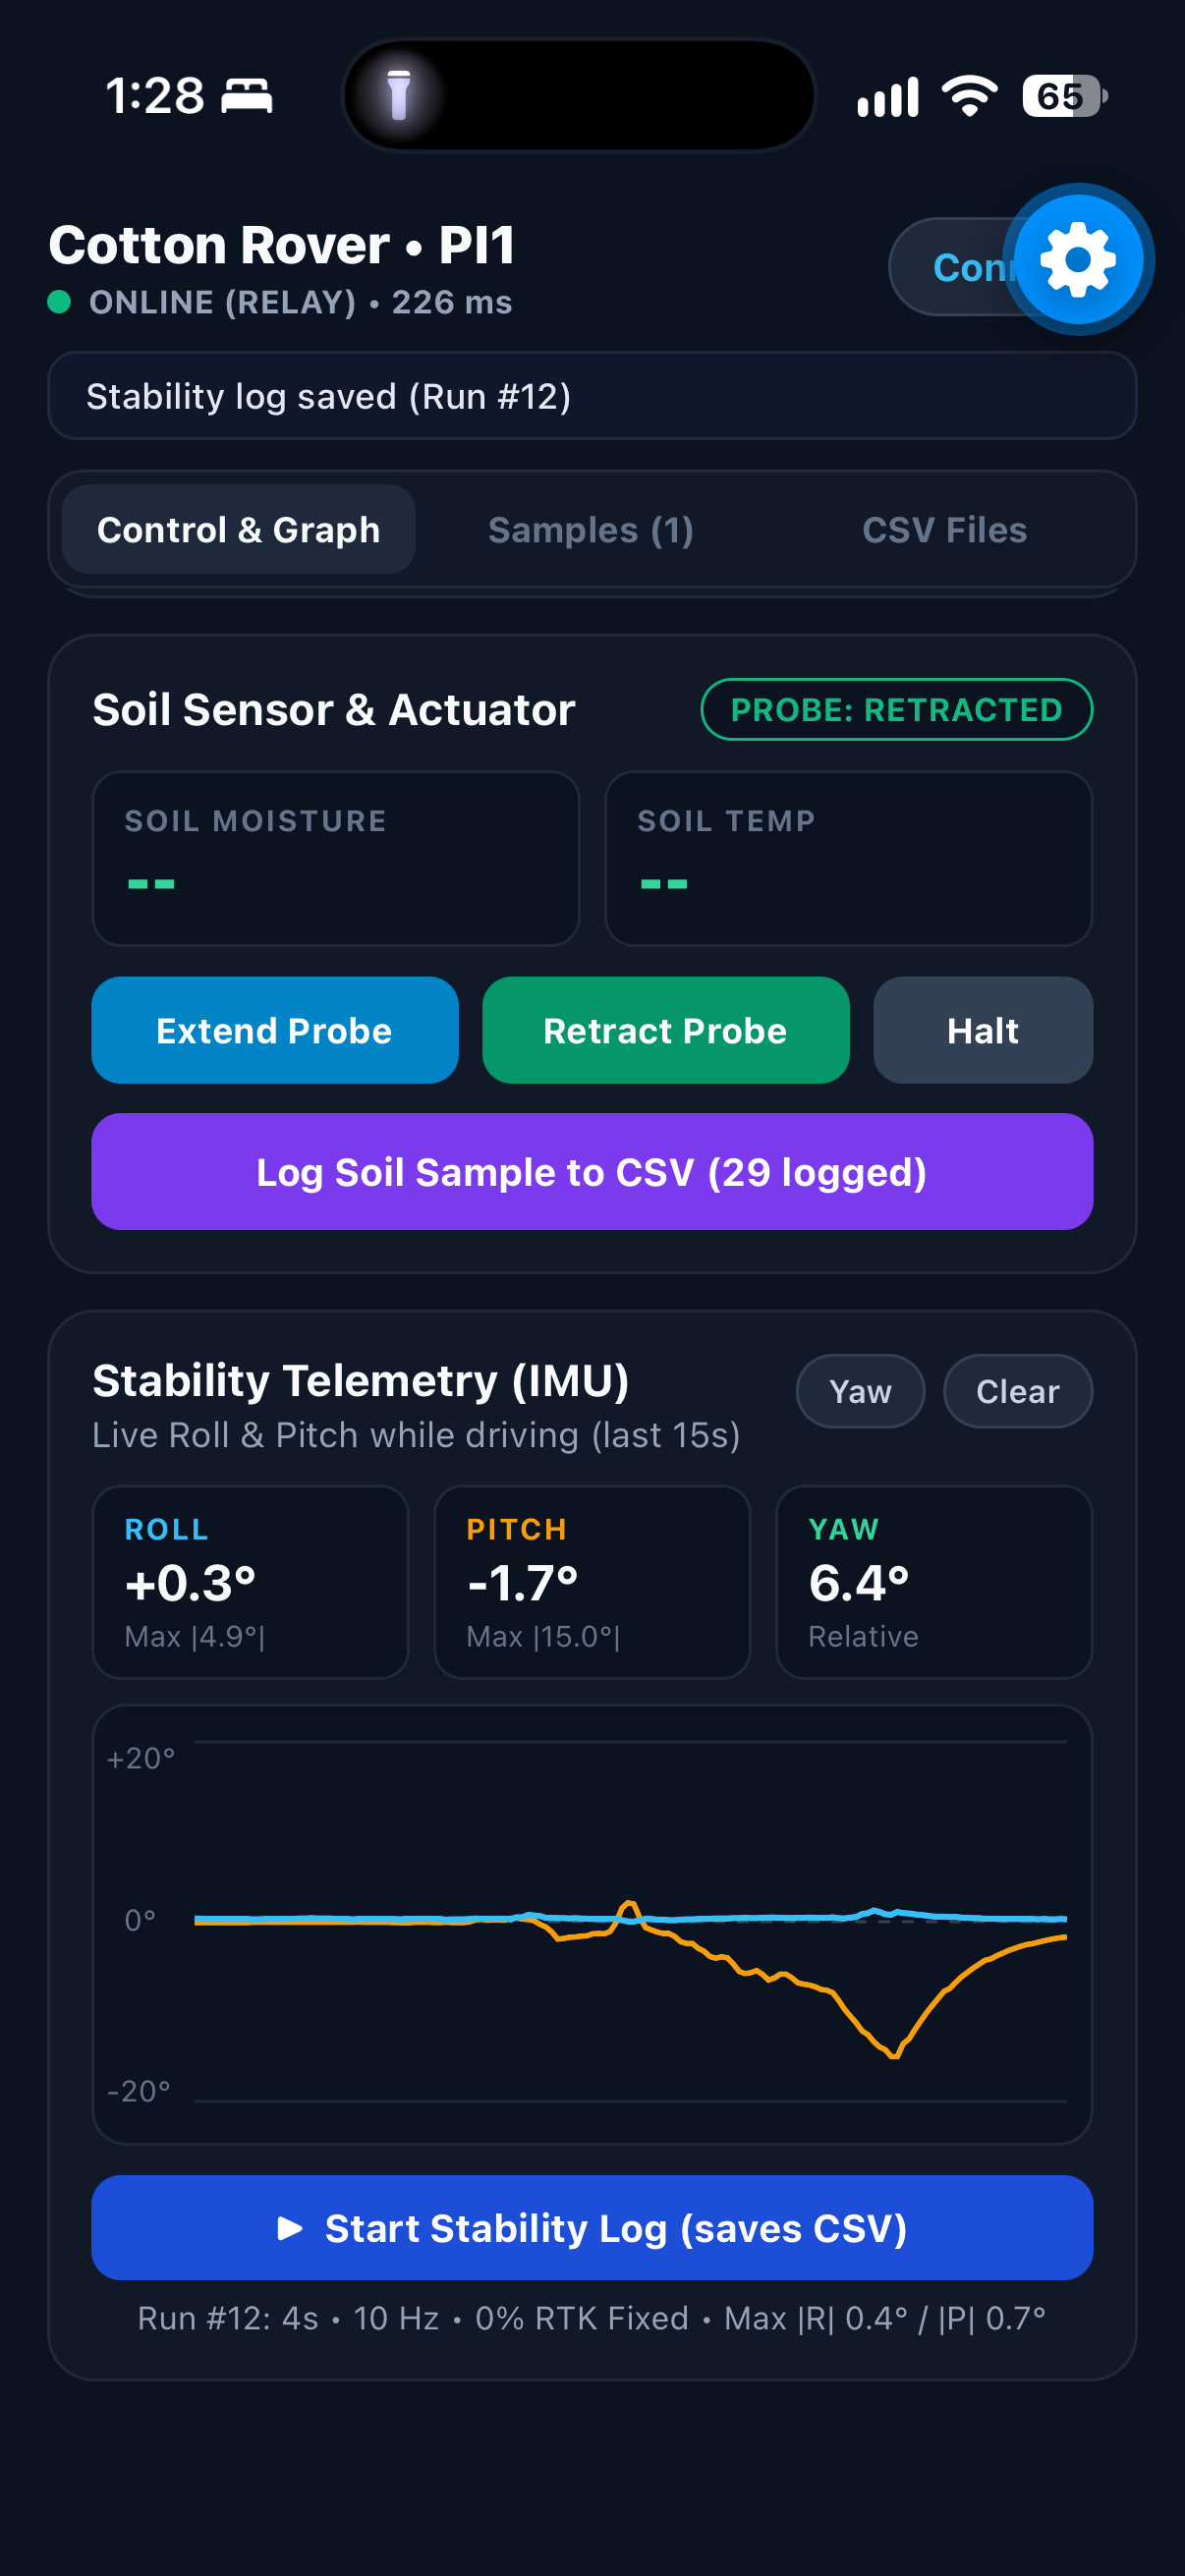 1:28
65
Cotton Rover • PI1
ONLINE (RELAY) • 226 ms
Stability log saved (Run #12)
Control & Graph
Samples (1)
CSV Files
Soil Sensor & Actuator
PROBE: RETRACTED
SOIL MOISTURE
--
SOIL TEMP
--
Extend Probe
Retract Probe
Halt
Log Soil Sample to CSV (29 logged)
Stability Telemetry (IMU)
Live Roll & Pitch while driving (last 15s)
Yaw
Clear
ROLL
+0.3°
Max |4.9°|
PITCH
-1.7°
Max |15.0°|
YAW
6.4°
Relative
+20°
0°
-20°
▶ Start Stability Log (saves CSV)
Run #12: 4s • 10 Hz • 0% RTK Fixed • Max |R| 0.4° / |P| 0.7°